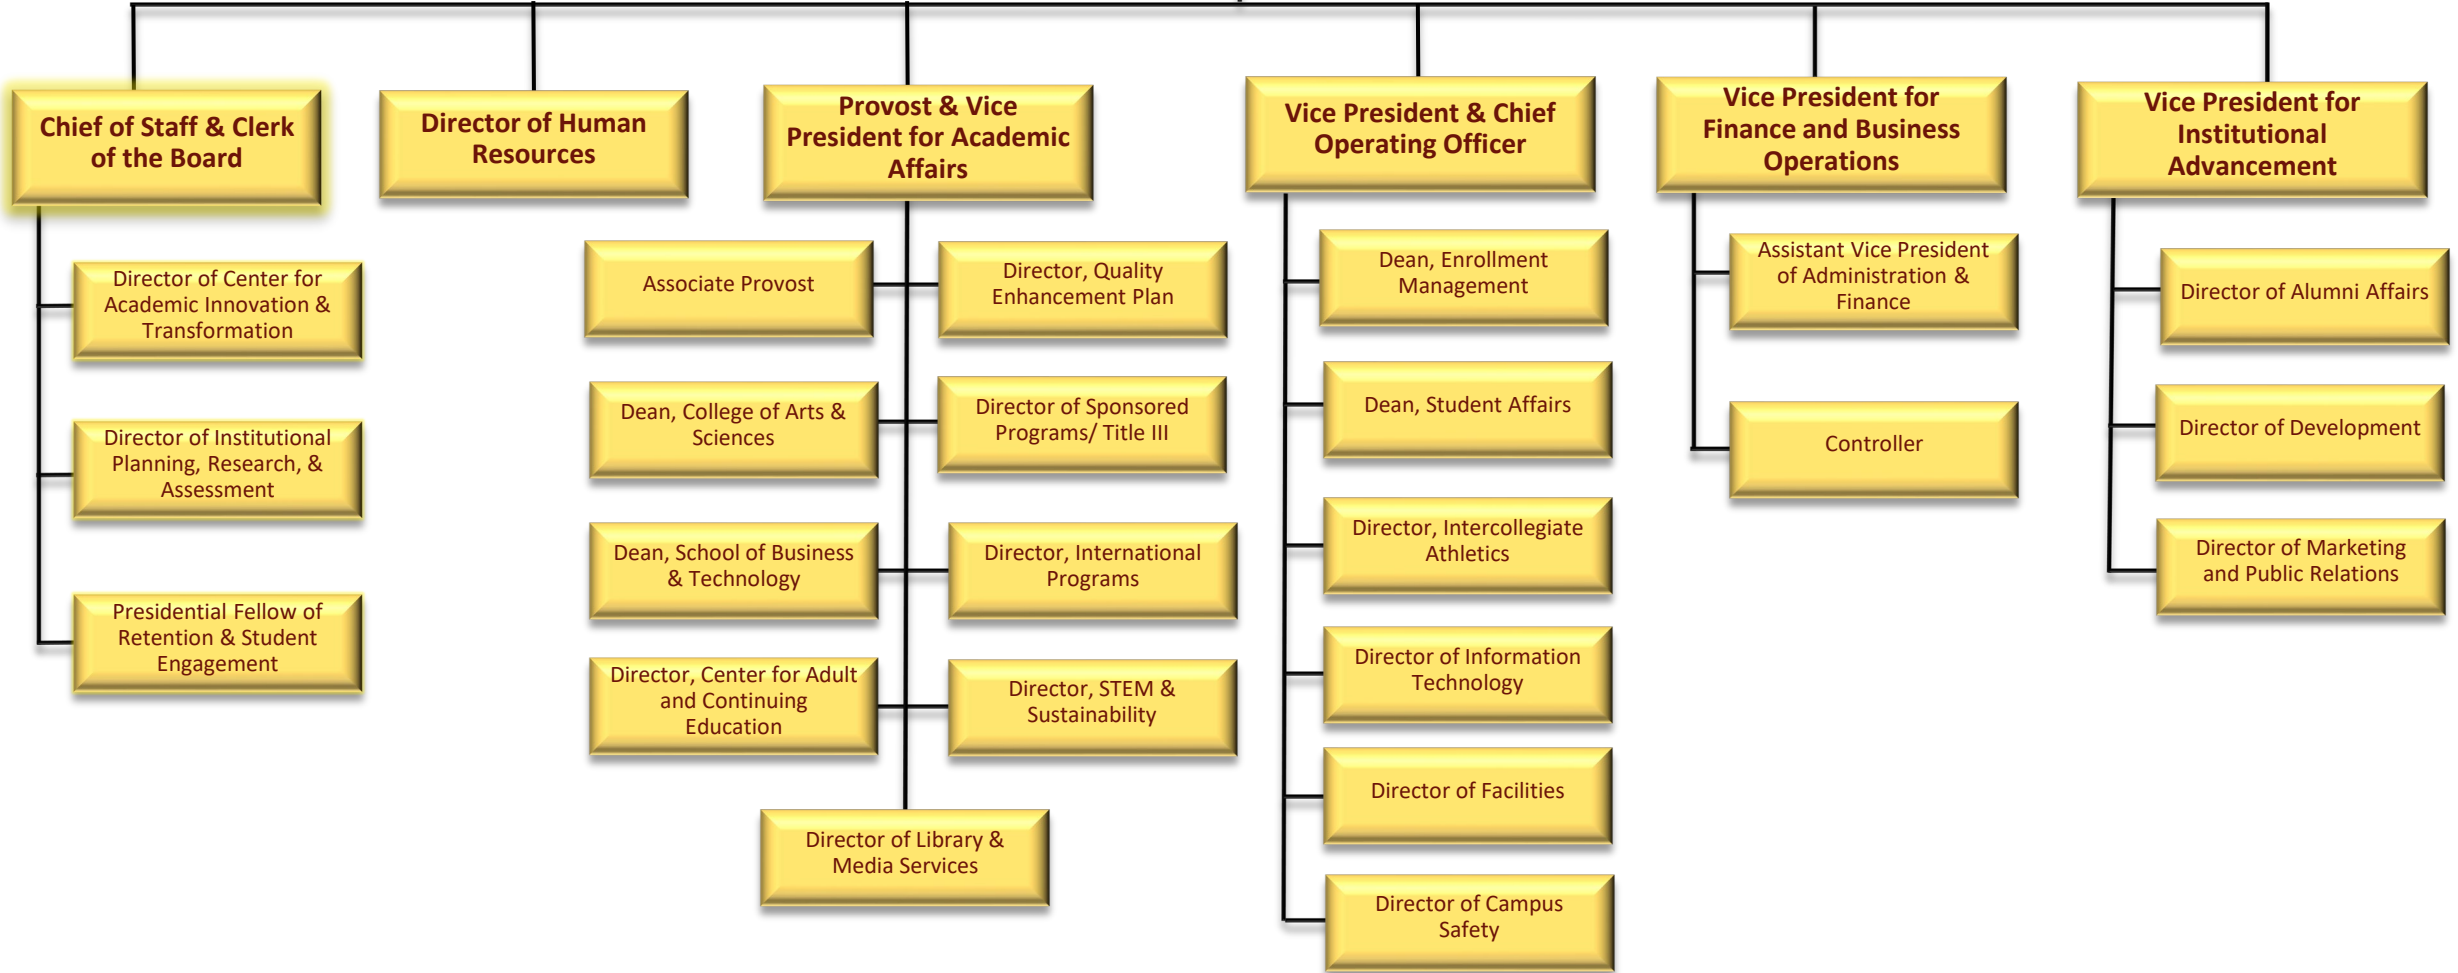 Chief of Staff & Clerk
of the Board
Director of Human
Resources
Provost & Vice
President for Academic
Affairs
Vice President & Chief
Operating Officer
Vice President for
Finance and Business
Operations
Vice President for
Institutional
Advancement
Director of Center for
Academic Innovation &
Transformation
Director of Institutional
Planning, Research, &
Assessment
Presidential Fellow of
Retention & Student
Engagement
Associate Provost
Director, Quality
Enhancement Plan
Dean, College of Arts &
Sciences
Director of Sponsored
Programs/ Title III
Dean, School of Business
& Technology
Director, International
Programs
Director, Center for Adult
and Continuing
Education
Director, STEM &
Sustainability
Director of Library &
Media Services
Dean, Enrollment
Management
Dean, Student Affairs
Director, Intercollegiate
Athletics
Director of Information
Technology
Director of Facilities
Director of Campus
Safety
Assistant Vice President
of Administration &
Finance
Controller
Director of Alumni Affairs
Director of Development
Director of Marketing
and Public Relations